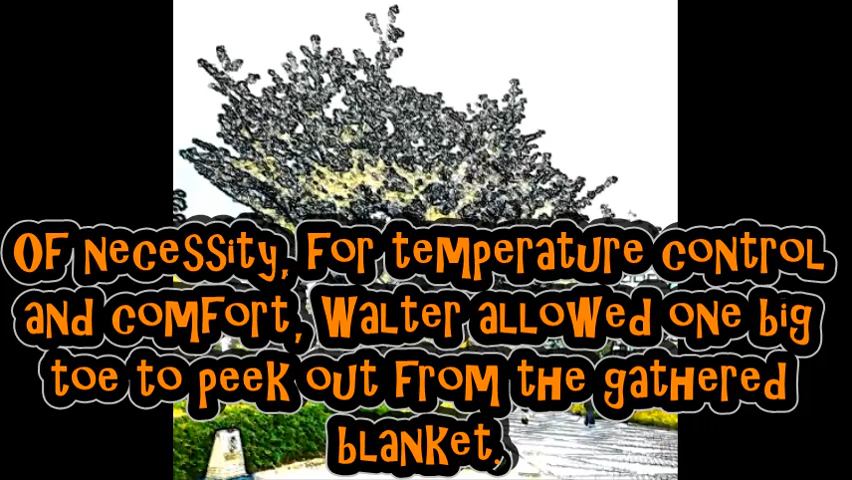 Of necessity, for temperature control
and comfort, Walter allowed one big
toe to peek out from the gathered
blanket.